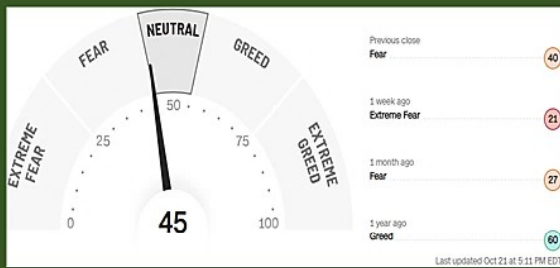 EXTREME FEAR
FEAR
NEUTRAL
GREED
EXTREME GREED
0
25
50
75
100
45
Previous close
Fear
40
1 week ago
Extreme Fear
21
1 month ago
Fear
27
1 year ago
Greed
60
Last updated Oct 21 at 5:11 PM EDT